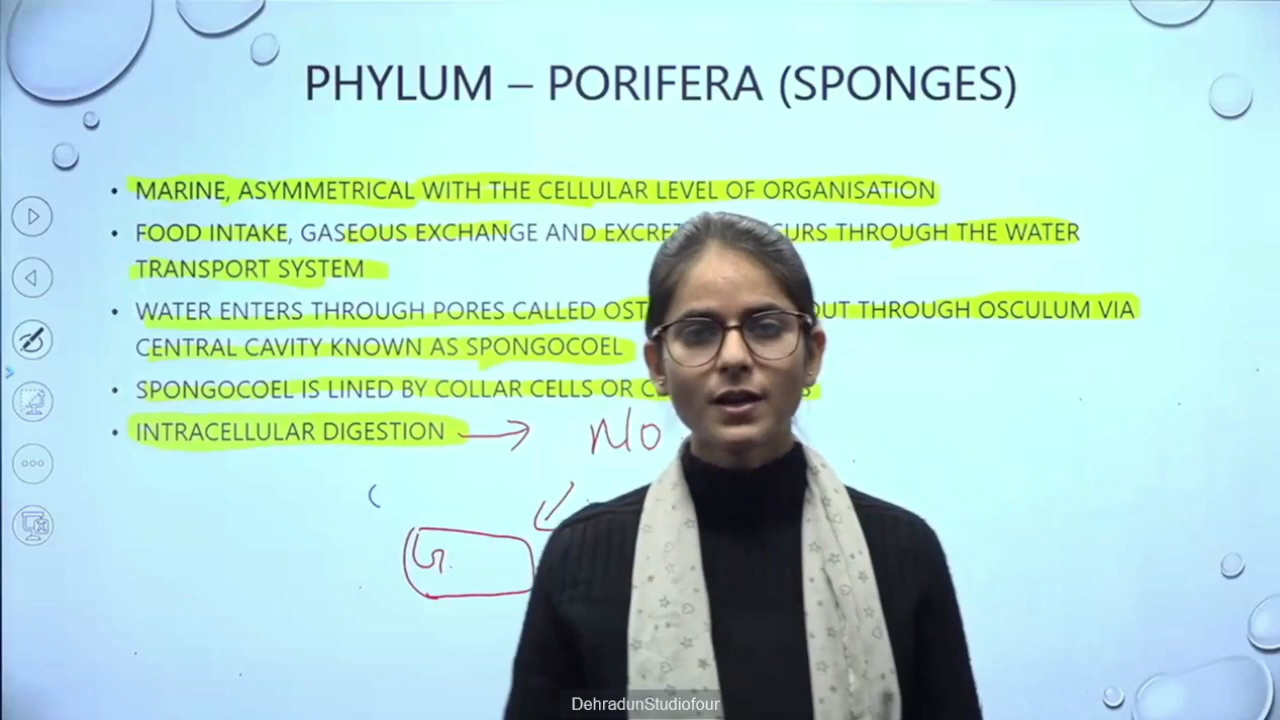 PHYLUM – PORIFERA (SPONGES)
• MARINE, ASYMMETRICAL WITH THE CELLULAR LEVEL OF ORGANISATION
• FOOD INTAKE, GASEOUS EXCHANGE AND EXCRET CURS THROUGH THE WATER
TRANSPORT SYSTEM
• WATER ENTERS THROUGH PORES CALLED OST OUT THROUGH OSCULUM VIA
CENTRAL CAVITY KNOWN AS SPONGOCOEL
• SPONGOCOEL IS LINED BY COLLAR CELLS OR
• INTRACELLULAR DIGESTION → No
DehradunStudiofour